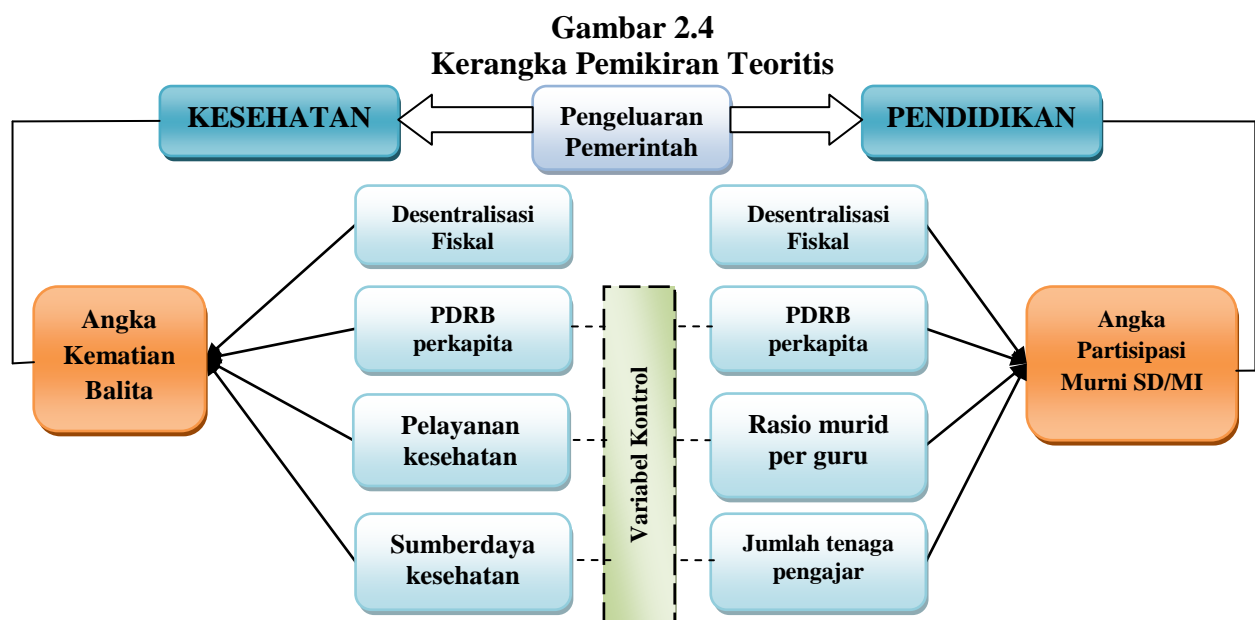 Gambar 2.4
Kerangka Pemikiran Teoritis
KESEHATAN
Pengeluaran
Pemerintah
PENDIDIKAN
Desentralisasi
Fiskal
Desentralisasi
Fiskal
Angka
Kematian
Balita
PDRB
perkapita
Variabel Kontrol
PDRB
perkapita
Angka
Partisipasi
Murni SD/MI
Pelayanan
kesehatan
Rasio murid
per guru
Sumberdaya
kesehatan
Jumlah tenaga
pengajar